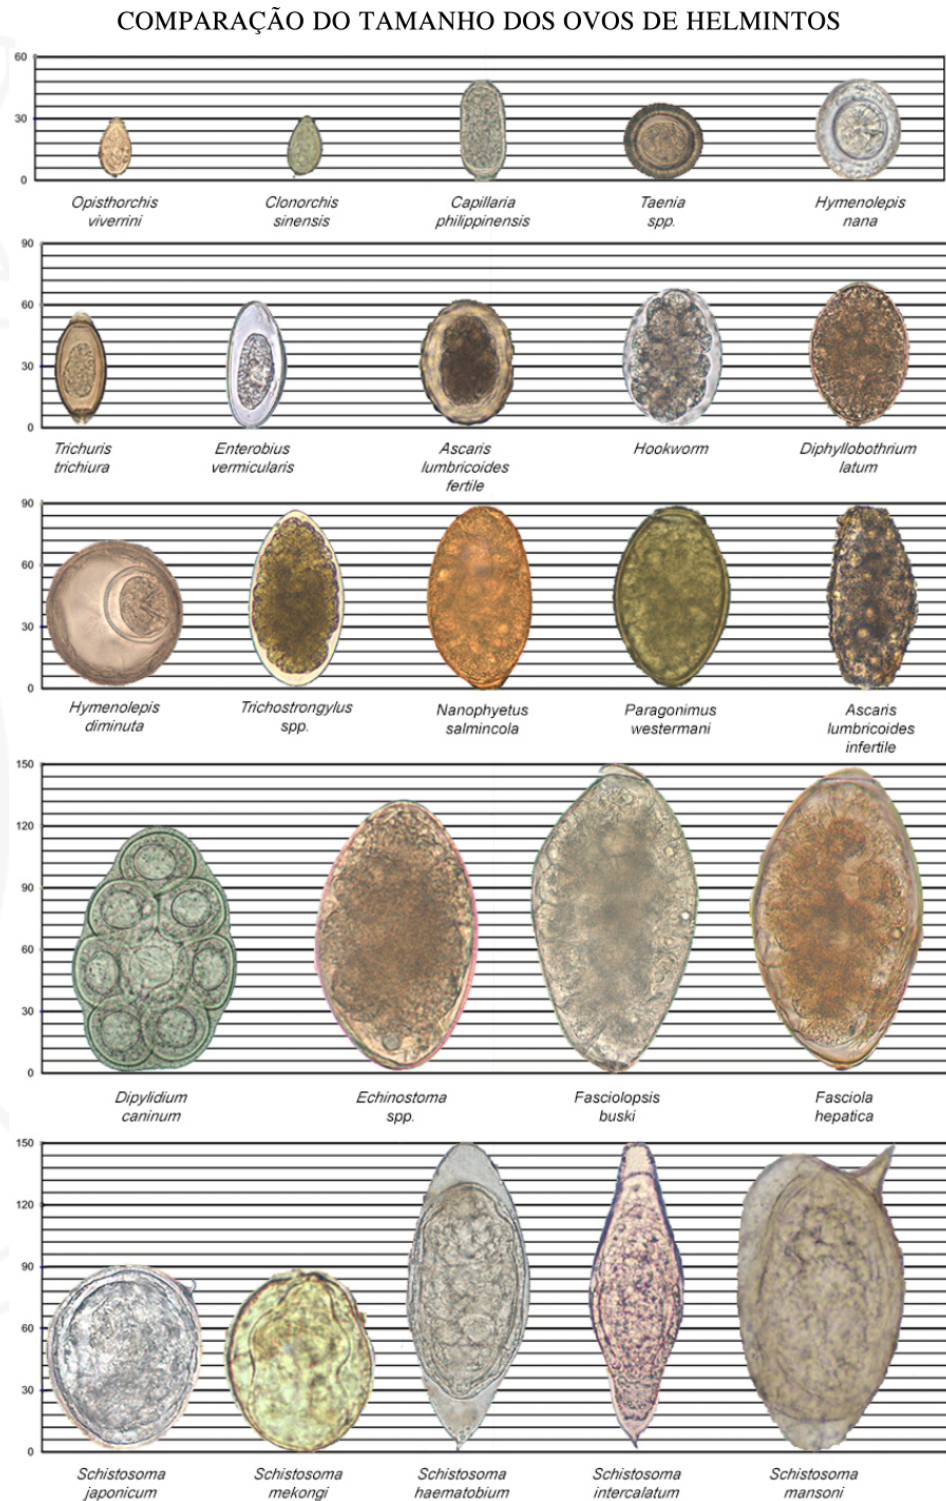 COMPARAÇÃO DO TAMANHO DOS OVOS DE HELMINTOS
60
30
0
Opisthorchis viverrini
Clonorchis sinensis
Capillaria philippinensis
Taenia spp.
Hymenolepis nana
90
60
30
0
Trichuris trichiura
Enterobius vermicularis
Ascaris lumbricoides fertile
Hookworm
Diphyllobothrium latum
90
60
30
0
Hymenolepis diminuta
Trichostrongylus spp.
Nanophyetus salmincola
Paragonimus westermani
Ascaris lumbricoides infertile
150
120
90
60
30
0
Dipylidium caninum
Echinostoma spp.
Fasciolopsis buski
Fasciola hepatica
150
120
90
60
30
0
Schistosoma japonicum
Schistosoma mekongi
Schistosoma haematobium
Schistosoma intercalatum
Schistosoma mansoni